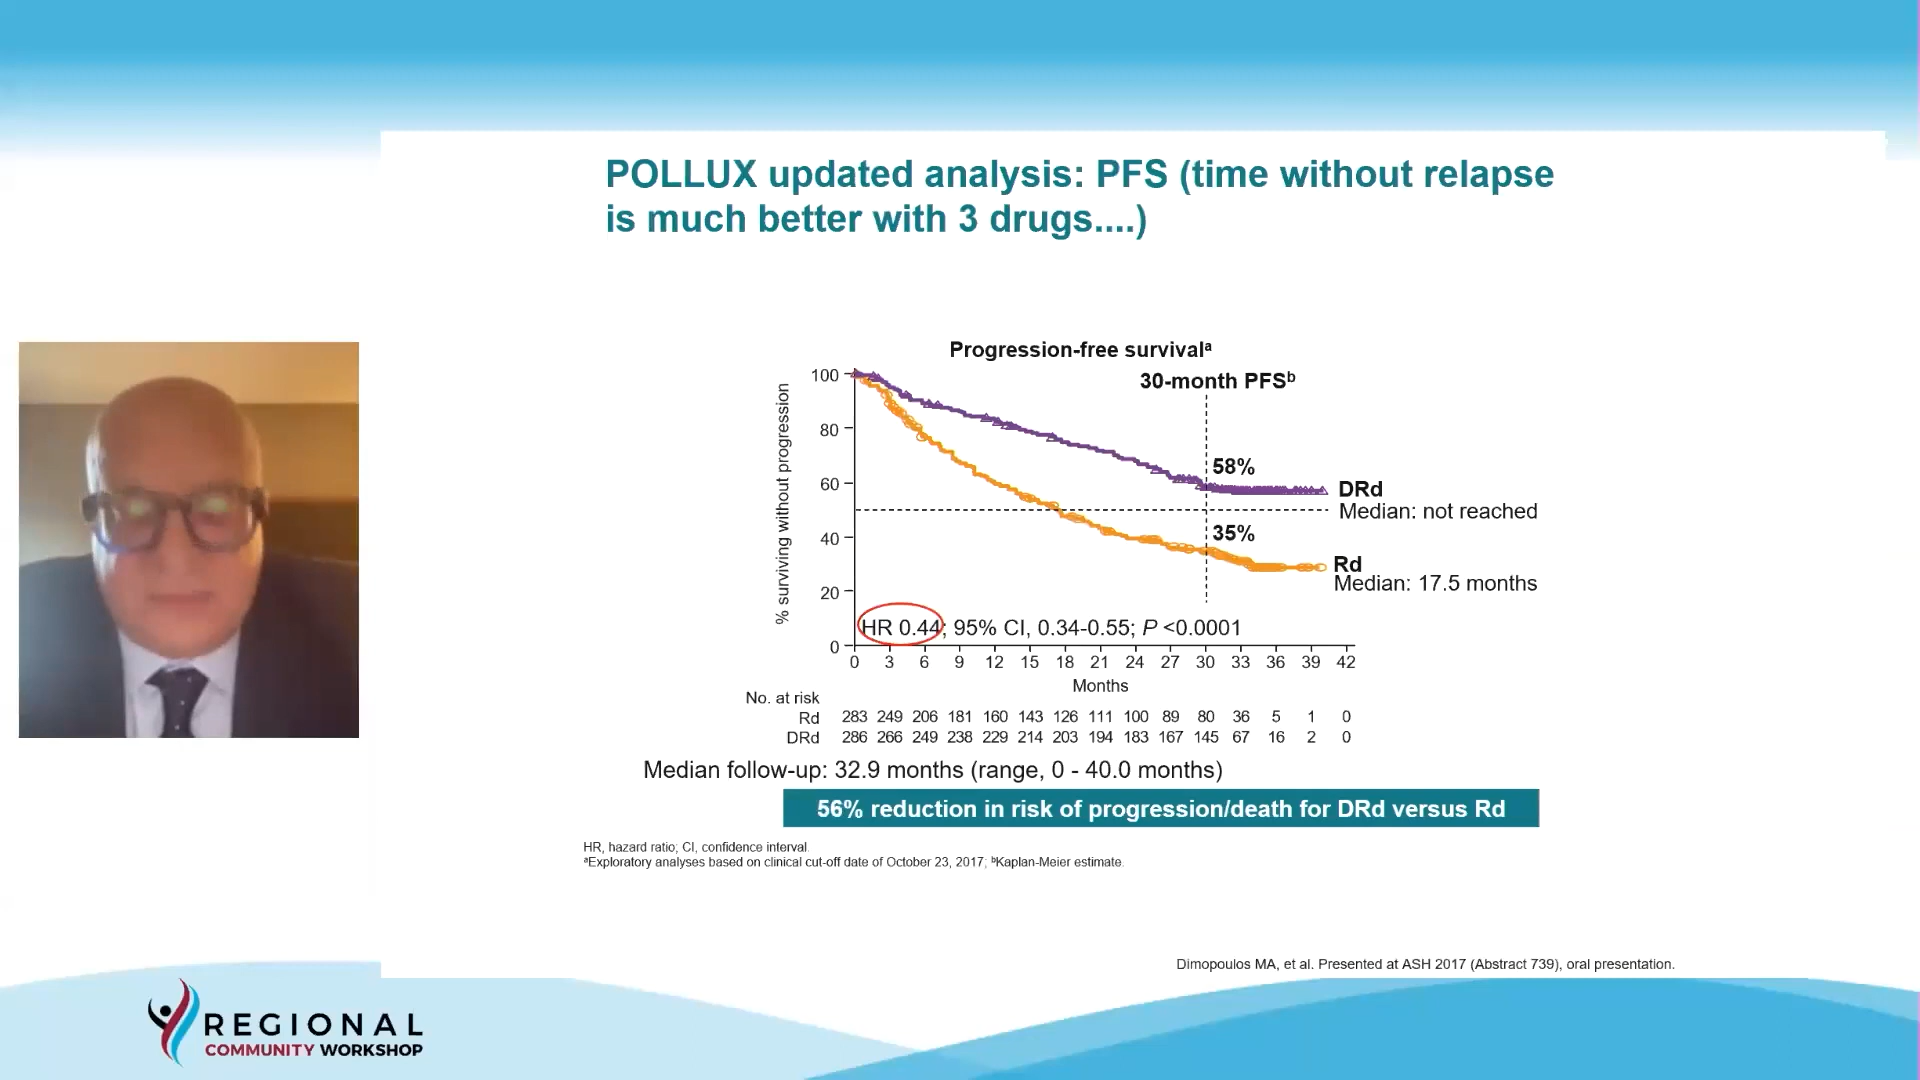 POLLUX updated analysis: PFS (time without relapse
is much better with 3 drugs....)
Progression-free survivalᵃ
30-month PFSᵇ
% surviving without progression
100
80
60
40
20
0
58%
35%
DRd
Median: not reached
Rd
Median: 17.5 months
HR 0.44; 95% CI, 0.34-0.55; P <0.0001
0 3 6 9 12 15 18 21 24 27 30 33 36 39 42
Months
No. at risk
Rd 283 249 206 181 160 143 126 111 100 89 80 36 5 1 0
DRd 286 266 249 238 229 214 203 194 183 167 145 67 16 2 0
Median follow-up: 32.9 months (range, 0 - 40.0 months)
56% reduction in risk of progression/death for DRd versus Rd
HR, hazard ratio; CI, confidence interval.
ᵃExploratory analyses based on clinical cut-off date of October 23, 2017; ᵇKaplan-Meier estimate.
Dimopoulos MA, et al. Presented at ASH 2017 (Abstract 739), oral presentation.
REGIONAL
COMMUNITY WORKSHOP